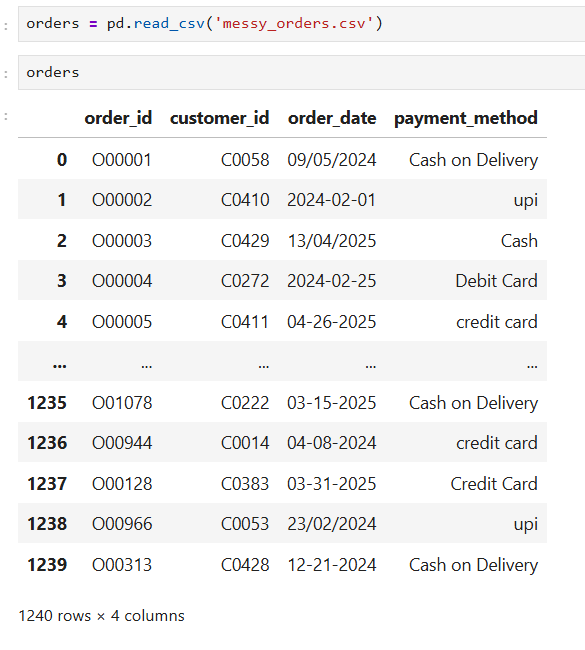 : orders = pd.read_csv('messy_orders.csv')
: orders
:
order_id customer_id order_date payment_method
0 O00001 C0058 09/05/2024 Cash on Delivery
1 O00002 C0410 2024-02-01 upi
2 O00003 C0429 13/04/2025 Cash
3 O00004 C0272 2024-02-25 Debit Card
4 O00005 C0411 04-26-2025 credit card
... ... ... ... ...
1235 O01078 C0222 03-15-2025 Cash on Delivery
1236 O00944 C0014 04-08-2024 credit card
1237 O00128 C0383 03-31-2025 Credit Card
1238 O00966 C0053 23/02/2024 upi
1239 O00313 C0428 12-21-2024 Cash on Delivery
1240 rows × 4 columns